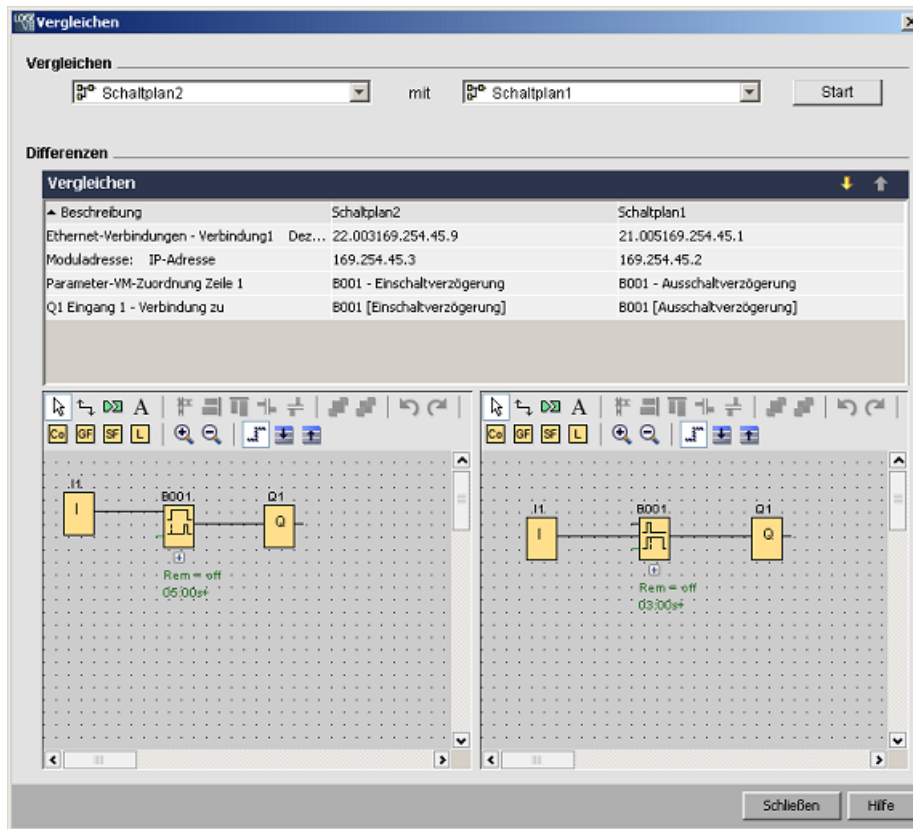 Vergleichen
Vergleichen
Schaltplan2 mit Schaltplan1 Start
Differenzen
Vergleichen
Beschreibung Schaltplan2 Schaltplan1
Ethernet-Verbindungen - Verbindung1 Dez... 22.003169.254.45.9 21.005169.254.45.1
Moduladresse: IP-Adresse 169.254.45.3 169.254.45.2
Parameter-VM-Zuordnung Zeile 1 B001 - Einschaltverzögerung B001 - Ausschaltverzögerung
Q1 Eingang 1 - Verbindung zu B001 [Einschaltverzögerung] B001 [Ausschaltverzögerung]
A
Co GF SF L
I1
B001
Q1
I
Q
Rem = off
05:00s+
A
Co GF SF L
I1
B001
Q1
I
Q
Rem = off
03:00s+
Schließen Hilfe